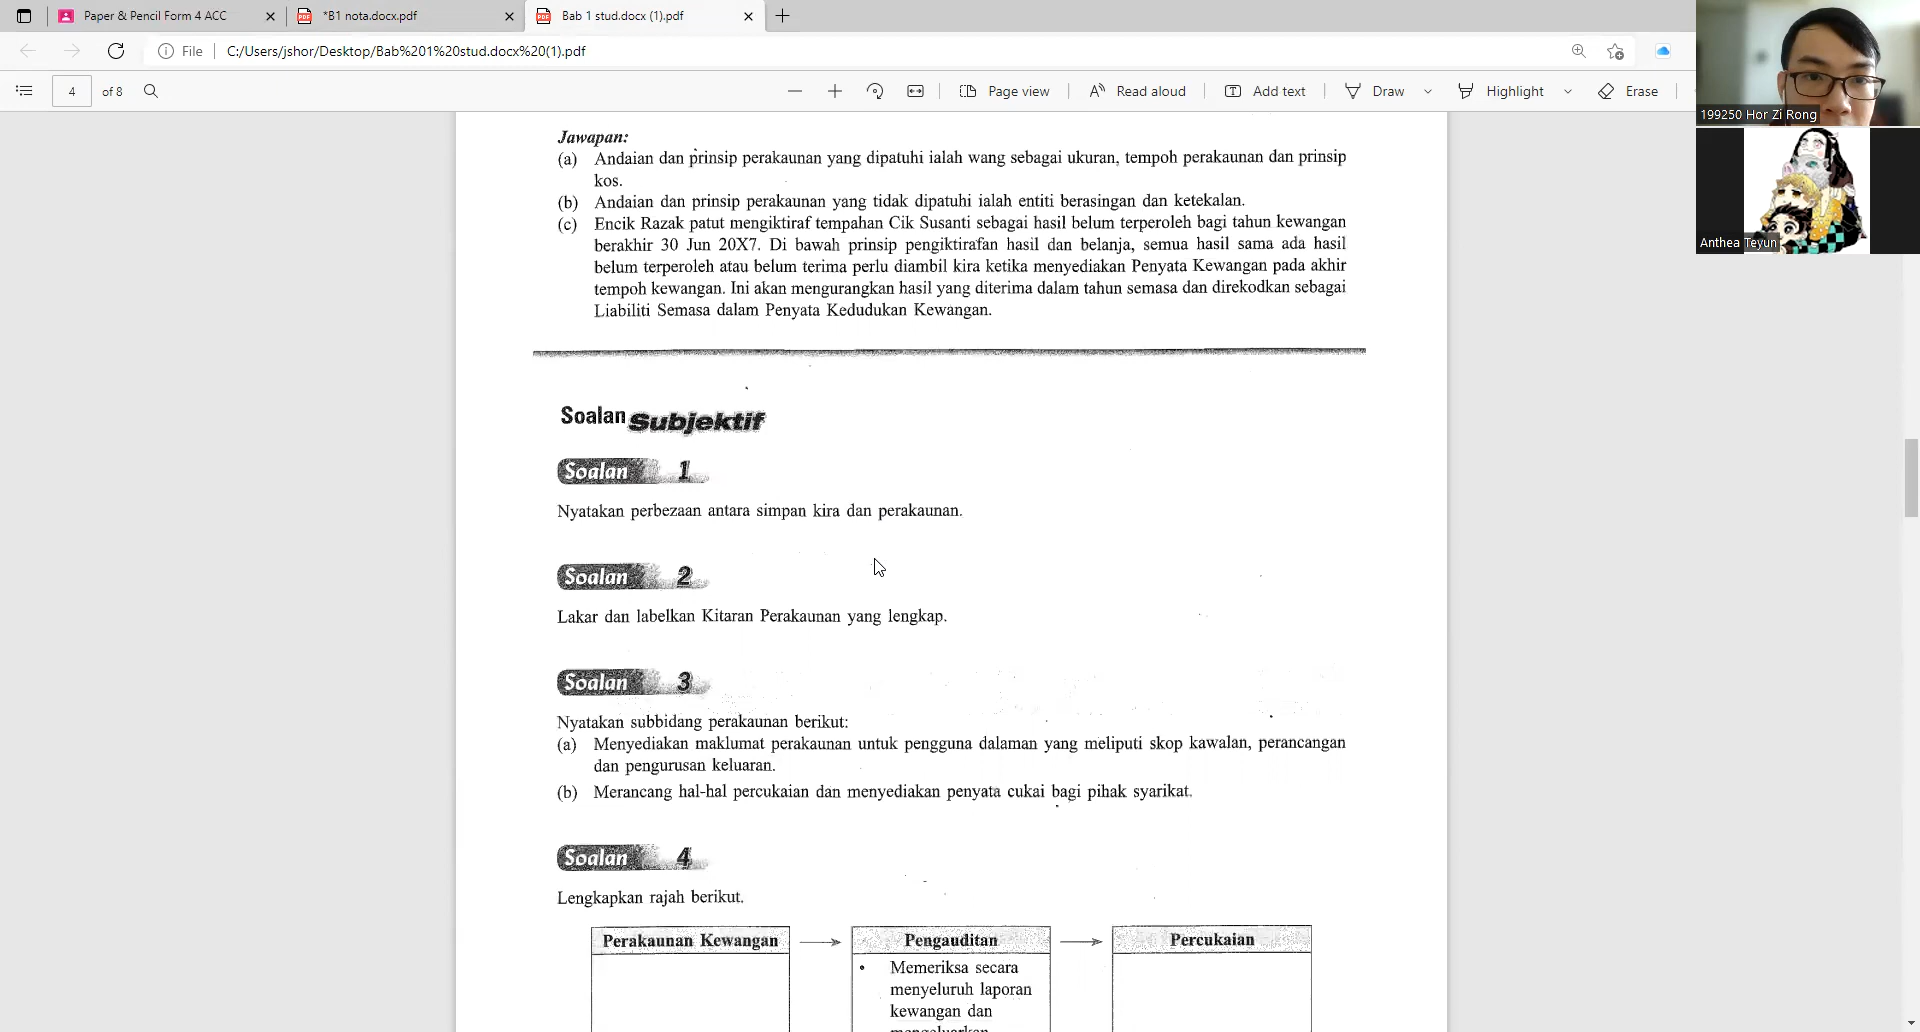 Paper & Pencil Form 4 ACC
*B1 nota.docx.pdf
Bab 1 stud.docx (1).pdf
File
C:/Users/jshor/Desktop/Bab%201%20stud.docx%20(1).pdf
4 of 8
Page view
Read aloud
Add text
Draw
Highlight
Erase
199250 Hor Zi Rong
Anthea Teyun
Jawapan:
(a) Andaian dan prinsip perakaunan yang dipatuhi ialah wang sebagai ukuran, tempoh perakaunan dan prinsip
kos.
(b) Andaian dan prinsip perakaunan yang tidak dipatuhi ialah entiti berasingan dan ketekalan.
(c) Encik Razak patut mengiktiraf tempahan Cik Susanti sebagai hasil belum terperoleh bagi tahun kewangan
berakhir 30 Jun 20X7. Di bawah prinsip pengiktirafan hasil dan belanja, semua hasil sama ada hasil
belum terperoleh atau belum terima perlu diambil kira ketika menyediakan Penyata Kewangan pada akhir
tempoh kewangan. Ini akan mengurangkan hasil yang diterima dalam tahun semasa dan direkodkan sebagai
Liabiliti Semasa dalam Penyata Kedudukan Kewangan.
Soalan Subjektif
Soalan 1
Nyatakan perbezaan antara simpan kira dan perakaunan.
Soalan 2
Lakar dan labelkan Kitaran Perakaunan yang lengkap.
Soalan 3
Nyatakan subbidang perakaunan berikut:
(a) Menyediakan maklumat perakaunan untuk pengguna dalaman yang meliputi skop kawalan, perancangan
dan pengurusan keluaran.
(b) Merancang hal-hal percukaian dan menyediakan penyata cukai bagi pihak syarikat.
Soalan 4
Lengkapkan rajah berikut.
Perakaunan Kewangan
Pengauditan
Percukaian
• Memeriksa secara
menyeluruh laporan
kewangan dan